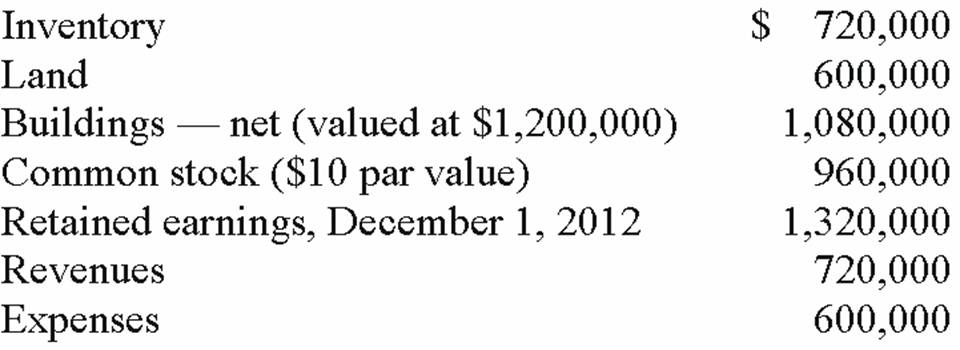 Inventory $ 720,000
Land 600,000
Buildings — net (valued at $1,200,000) 1,080,000
Common stock ($10 par value) 960,000
Retained earnings, December 1, 2012 1,320,000
Revenues 720,000
Expenses 600,000